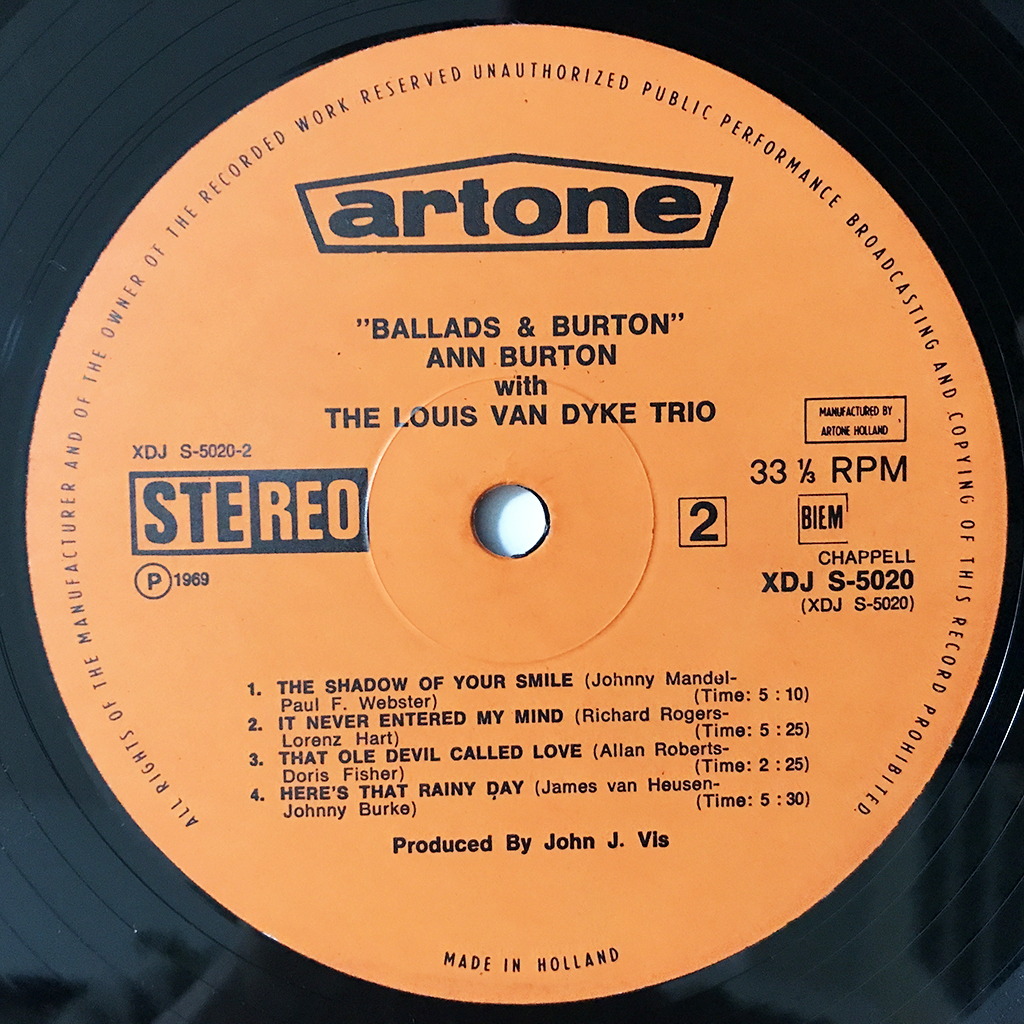 ALL RIGHTS OF THE MANUFACTURER AND OF THE OWNER OF THE RECORDED WORK RESERVED UNAUTHORIZED PUBLIC PERFORMANCE BROADCASTING AND COPYING OF THIS RECORD PROHIBITED.
artone
"BALLADS & BURTON"
ANN BURTON
with
THE LOUIS VAN DYKE TRIO
MANUFACTURED BY
ARTONE HOLLAND
XDJ S-5020-2
33 ⅓ RPM
STEREO
2
BIEM
CHAPPELL
Ⓟ 1969
XDJ S-5020
(XDJ S-5020)
1. THE SHADOW OF YOUR SMILE (Johnny Mandel-
Paul F. Webster) (Time: 5 : 10)
2. IT NEVER ENTERED MY MIND (Richard Rogers-
Lorenz Hart) (Time: 5 : 25)
3. THAT OLE DEVIL CALLED LOVE (Allan Roberts-
Doris Fisher) (Time: 2 : 25)
4. HERE'S THAT RAINY DAY (James van Heusen-
Johnny Burke) (Time: 5 : 30)
Produced By John J. Vis
MADE IN HOLLAND